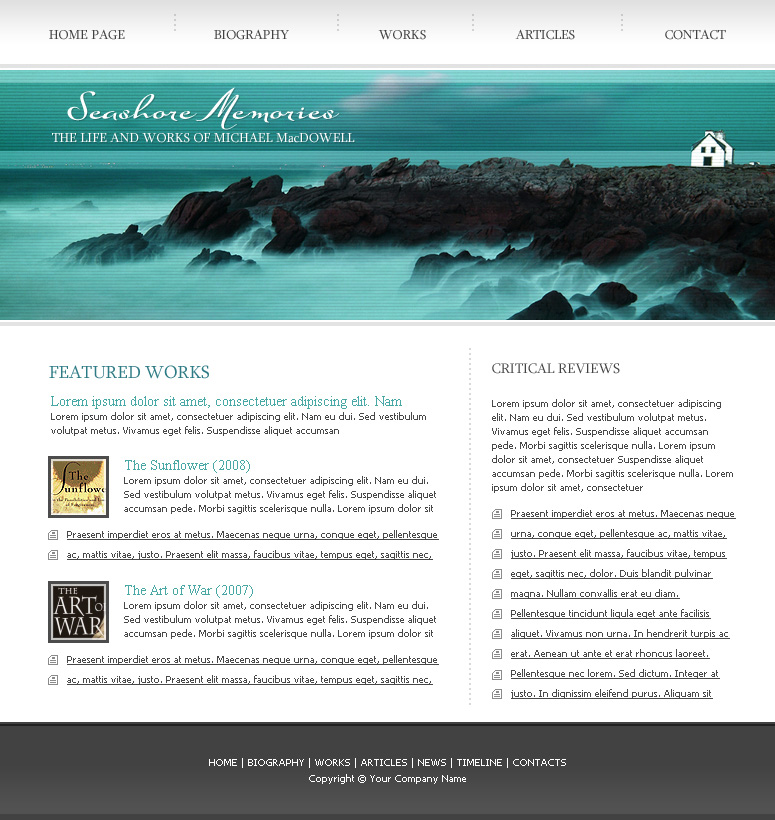 HOME PAGE BIOGRAPHY WORKS ARTICLES CONTACT
Seashore Memories
THE LIFE AND WORKS OF MICHAEL MacDOWELL
FEATURED WORKS
Lorem ipsum dolor sit amet, consectetuer adipiscing elit. Nam
Lorem ipsum dolor sit amet, consectetuer adipiscing elit. Nam eu dui. Sed vestibulum
volutpat metus. Vivamus eget felis. Suspendisse aliquet accumsan
The
Sunflowe
The Sunflower (2008)
Lorem ipsum dolor sit amet, consectetuer adipiscing elit. Nam eu dui.
Sed vestibulum volutpat metus. Vivamus eget felis. Suspendisse aliquet
accumsan pede. Morbi sagittis scelerisque nulla. Lorem ipsum dolor sit
Praesent imperdiet eros at metus. Maecenas neque urna, congue eget, pellentesque
ac, mattis vitae, justo. Praesent elit massa, faucibus vitae, tempus eget, sagittis nec,
THE
ART of
WAR
The Art of War (2007)
Lorem ipsum dolor sit amet, consectetuer adipiscing elit. Nam eu dui.
Sed vestibulum volutpat metus. Vivamus eget felis. Suspendisse aliquet
accumsan pede. Morbi sagittis scelerisque nulla. Lorem ipsum dolor sit
Praesent imperdiet eros at metus. Maecenas neque urna, congue eget, pellentesque
ac, mattis vitae, justo. Praesent elit massa, faucibus vitae, tempus eget, sagittis nec,
CRITICAL REVIEWS
Lorem ipsum dolor sit amet, consectetuer adipiscing
elit. Nam eu dui. Sed vestibulum volutpat metus.
Vivamus eget felis. Suspendisse aliquet accumsan
pede. Morbi sagittis scelerisque nulla. Lorem ipsum
dolor sit amet, consectetuer Suspendisse aliquet
accumsan pede. Morbi sagittis scelerisque nulla. Lorem
ipsum dolor sit amet, consectetuer
Praesent imperdiet eros at metus. Maecenas neque
urna, congue eget, pellentesque ac, mattis vitae,
justo. Praesent elit massa, faucibus vitae, tempus
eget, sagittis nec, dolor. Duis blandit pulvinar
magna. Nullam convallis erat eu diam.
Pellentesque tincidunt ligula eget ante facilisis
aliquet. Vivamus non urna. In hendrerit turpis ac
erat. Aenean ut ante et erat rhoncus laoreet.
Pellentesque nec lorem. Sed dictum. Integer at
justo. In dignissim eleifend purus. Aliquam sit
HOME | BIOGRAPHY | WORKS | ARTICLES | NEWS | TIMELINE | CONTACTS
Copyright © Your Company Name